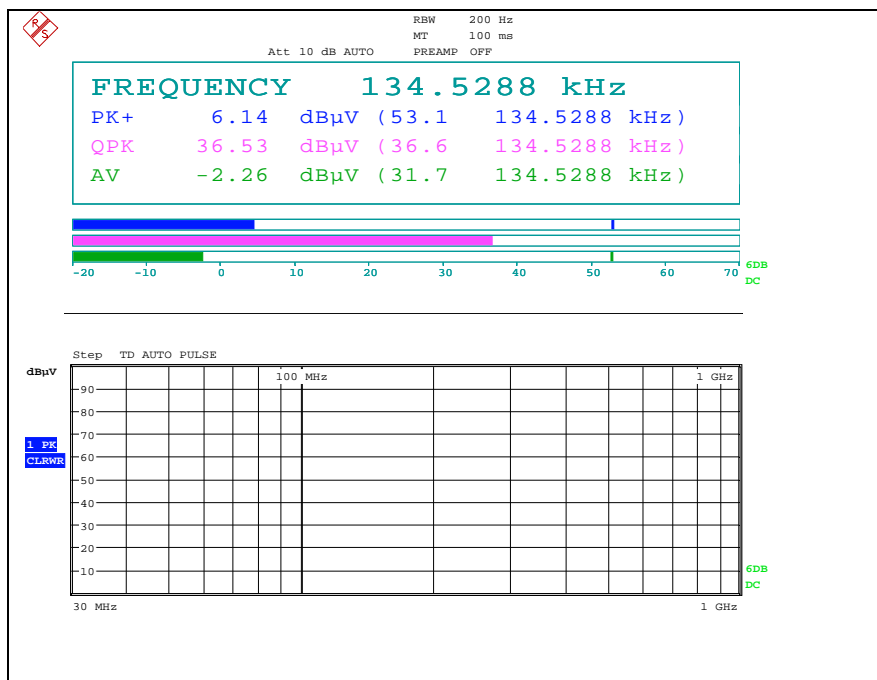 R S
RBW 200 Hz
MT 100 ms
Att 10 dB AUTO PREAMP OFF
FREQUENCY 134.5288 kHz
PK+ 6.14 dBµV (53.1 134.5288 kHz)
QPK 36.53 dBµV (36.6 134.5288 kHz)
AV -2.26 dBµV (31.7 134.5288 kHz)
-20 -10 0 10 20 30 40 50 60 70
6DB
DC
Step TD AUTO PULSE
dBµV
100 MHz 1 GHz
90
80
70
1 PK
CLRWR
60
50
40
30
20
10
6DB
DC
30 MHz 1 GHz